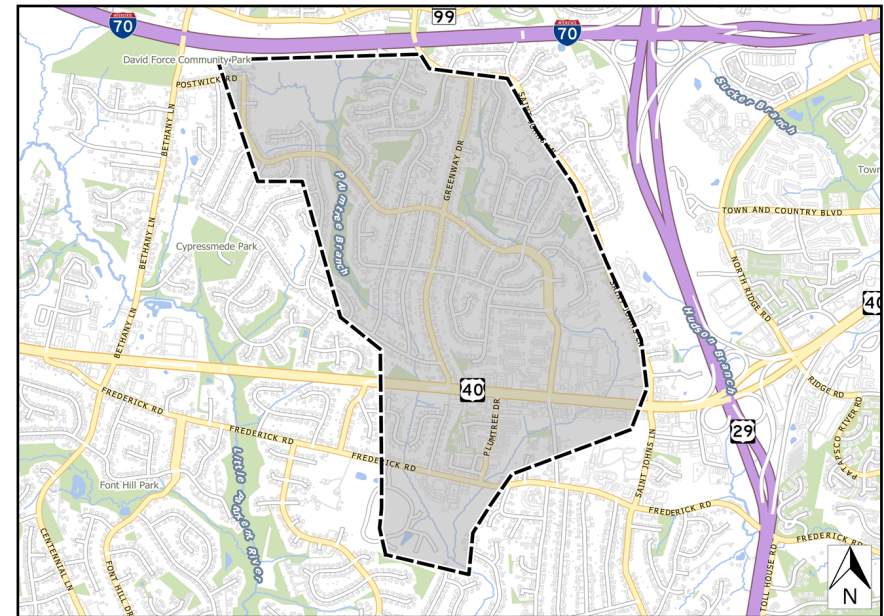 99
70
70
David Force Community Park
POSTWICK RD
BETHANY LN
Sucker Branch
GREENWAY DR
Plumtree Branch
TOWN AND COUNTRY BLVD
Town
BETHANY LN
Cypressmede Park
NORTH RIDGE RD
40
Hudson Branch
BETHANY LN
40
RIDGE RD
FREDERICK RD
PLUMTREE DR
29
FREDERICK RD
PATAPSCO RIVER RD
FREDERICK RD
SAINT JOHNS LN
Font Hill Park
FREDERICK RD
CENTENNIAL LN
FONT HILL DR
FREDERICK RD
TOLL HOUSE RD
N